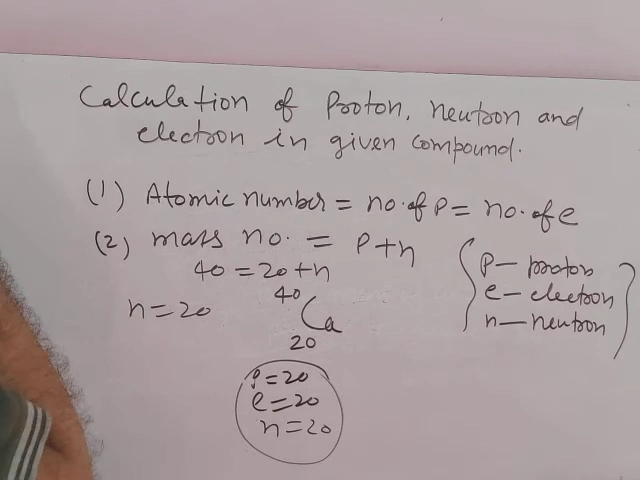 Calculation of Proton, neutron and
electron in given compound.
(1) Atomic number = no. of P = no. of e
(2) mass no. = P+n
40 = 20+n
n = 20
40
Ca
20
P = 20
e = 20
n = 20
P — proton
e — electron
n — neutron